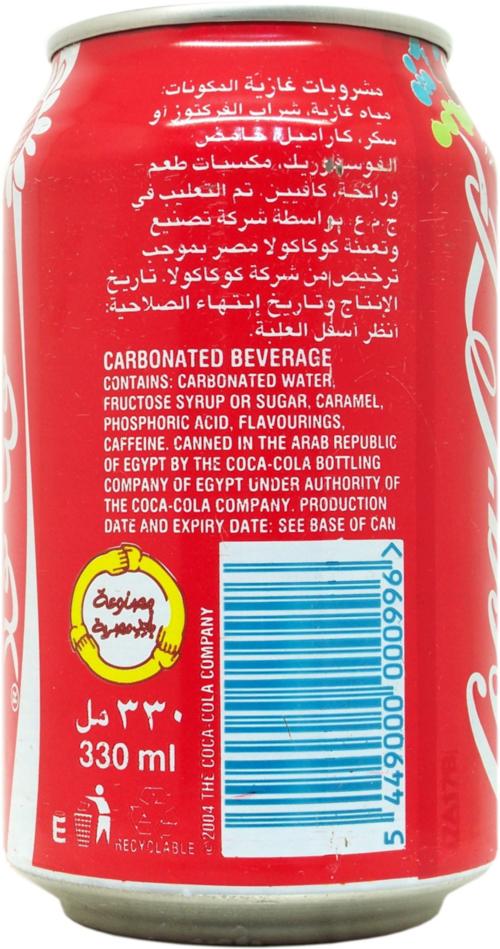 مشروبات غازية المكونات:
مياه غازية، شراب الفركتوز أو
سكر، كاراميل، حامض
الفوسفوريك، مكسبات طعم
ورائحة، كافيين. تم التعليب في
ج.م.ع. بواسطة شركة تصنيع
وتعبئة كوكاكولا مصر بموجب
ترخيص من شركة كوكاكولا. تاريخ
الإنتاج وتاريخ إنتهاء الصلاحية:
أنظر أسفل العلبة.
CARBONATED BEVERAGE
CONTAINS: CARBONATED WATER,
FRUCTOSE SYRUP OR SUGAR, CARAMEL,
PHOSPHORIC ACID, FLAVOURINGS,
CAFFEINE. CANNED IN THE ARAB REPUBLIC
OF EGYPT BY THE COCA-COLA BOTTLING
COMPANY OF EGYPT UNDER AUTHORITY OF
THE COCA-COLA COMPANY. PRODUCTION
DATE AND EXPIRY DATE: SEE BASE OF CAN
مصنوعة
٣٣٠ مل
330 ml
E
RECYCLABLE
©2004 THE COCA-COLA COMPANY
5 449000 000996 >
®